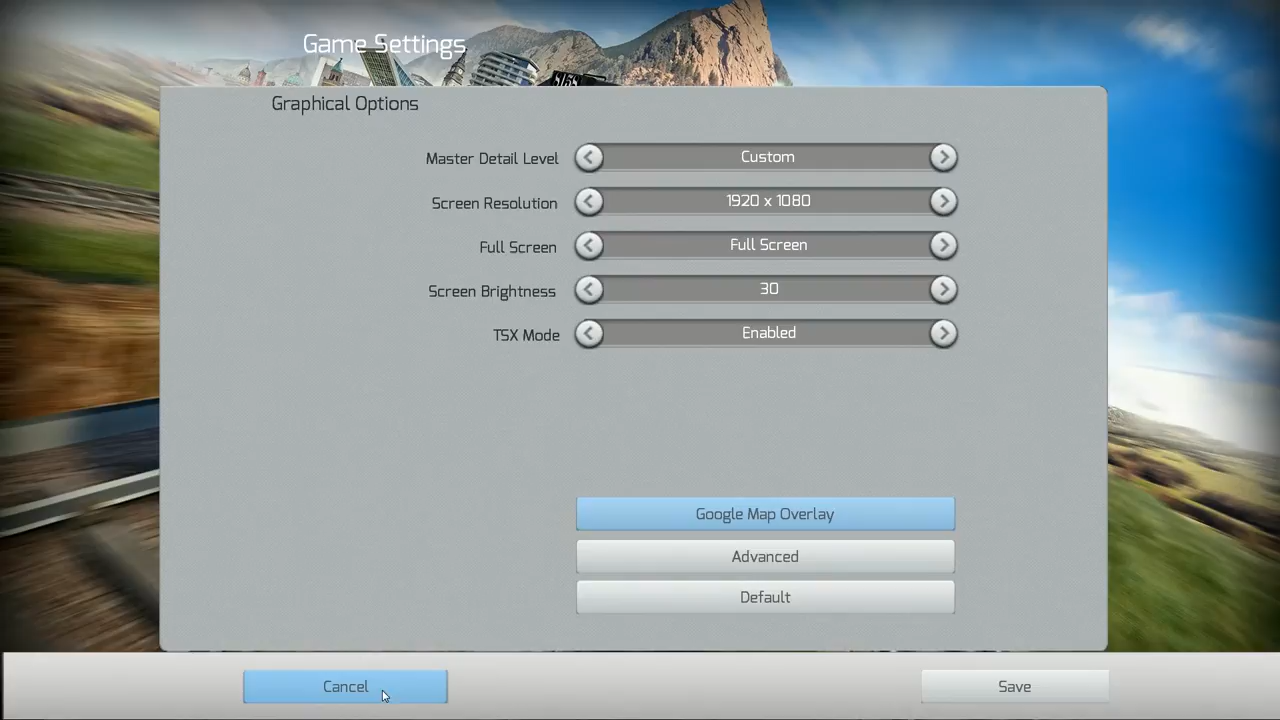 Game Settings
Graphical Options
Master Detail Level Custom
Screen Resolution 1920 x 1080
Full Screen Full Screen
Screen Brightness 30
TSX Mode Enabled
Google Map Overlay
Advanced
Default
Cancel Save